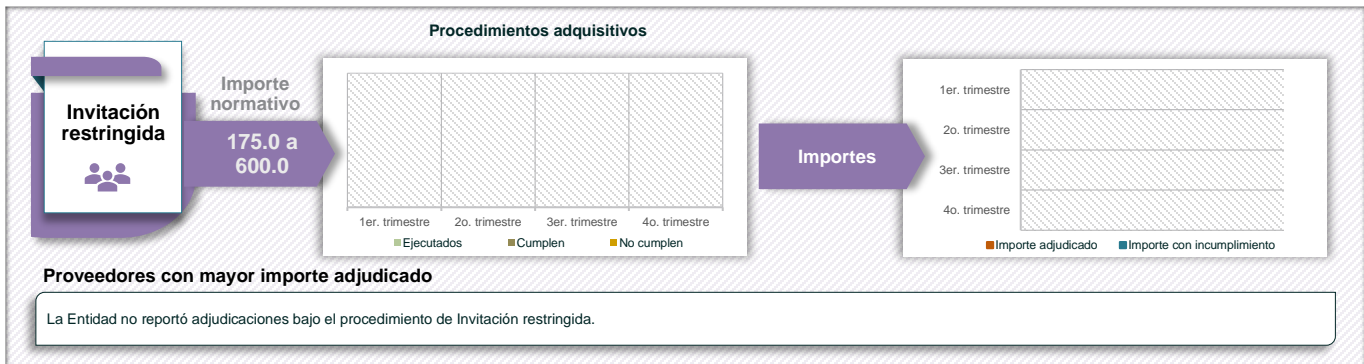 Procedimientos adquisitivos
Invitación
restringida
Importe
normativo
175.0 a
600.0
1er. trimestre 2o. trimestre 3er. trimestre 4o. trimestre
Ejecutados Cumplen No cumplen
Importes
1er. trimestre
2o. trimestre
3er. trimestre
4o. trimestre
Importe adjudicado Importe con incumplimiento
Proveedores con mayor importe adjudicado
La Entidad no reportó adjudicaciones bajo el procedimiento de Invitación restringida.